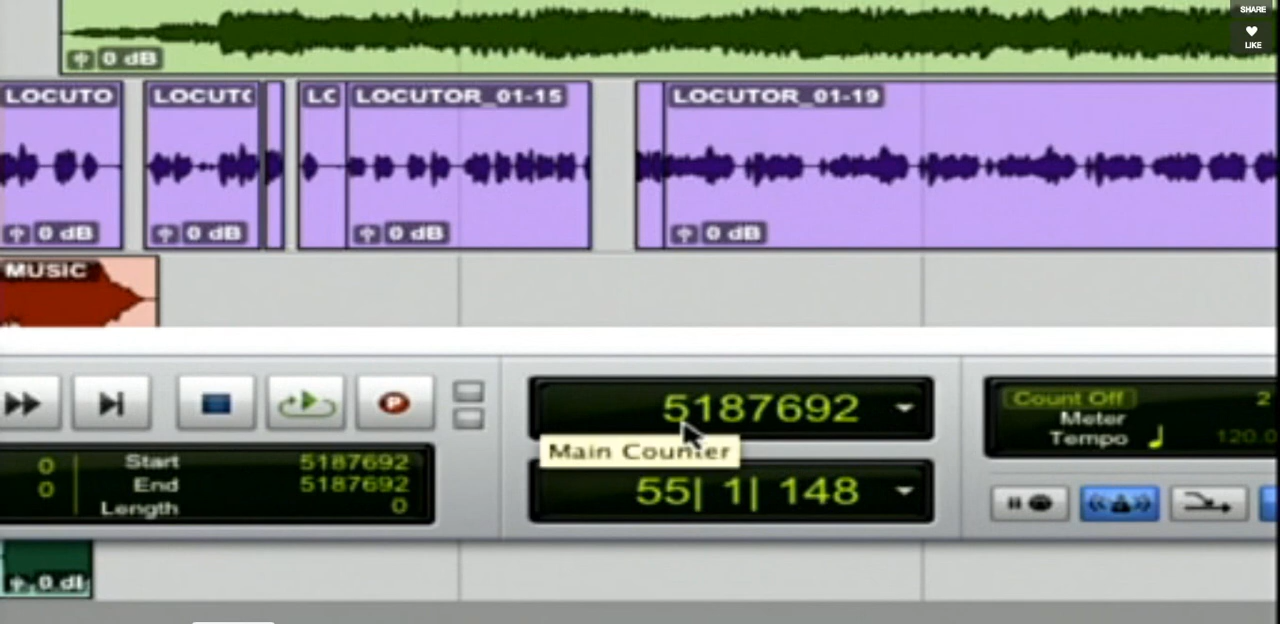 SHARE
LIKE
0 dB
LOCUTO
LOCUT
LC
LOCUTOR_01-15
LOCUTOR_01-19
0 dB
0 dB
0 dB
0 dB
MUSIC
5187692
Main Counter
55| 1| 148
0
0
Start 5187692
End 5187692
Length 0
Count Off 2
Meter
Tempo 120.0
P
0 d